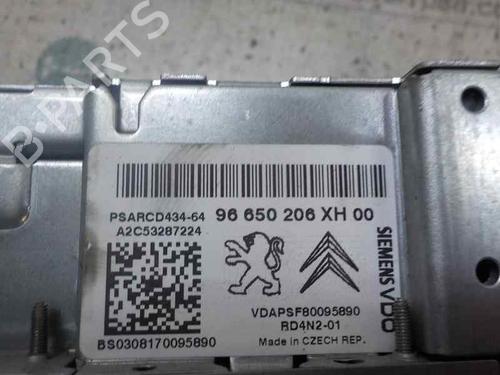 PSARCD434-64 96 650 206 XH 00
A2C53287224
SIEMENS VDO
VDAPSF80095890
RD4N2-01
BS0308170095890
Made in CZECH REP.
B-PARTS